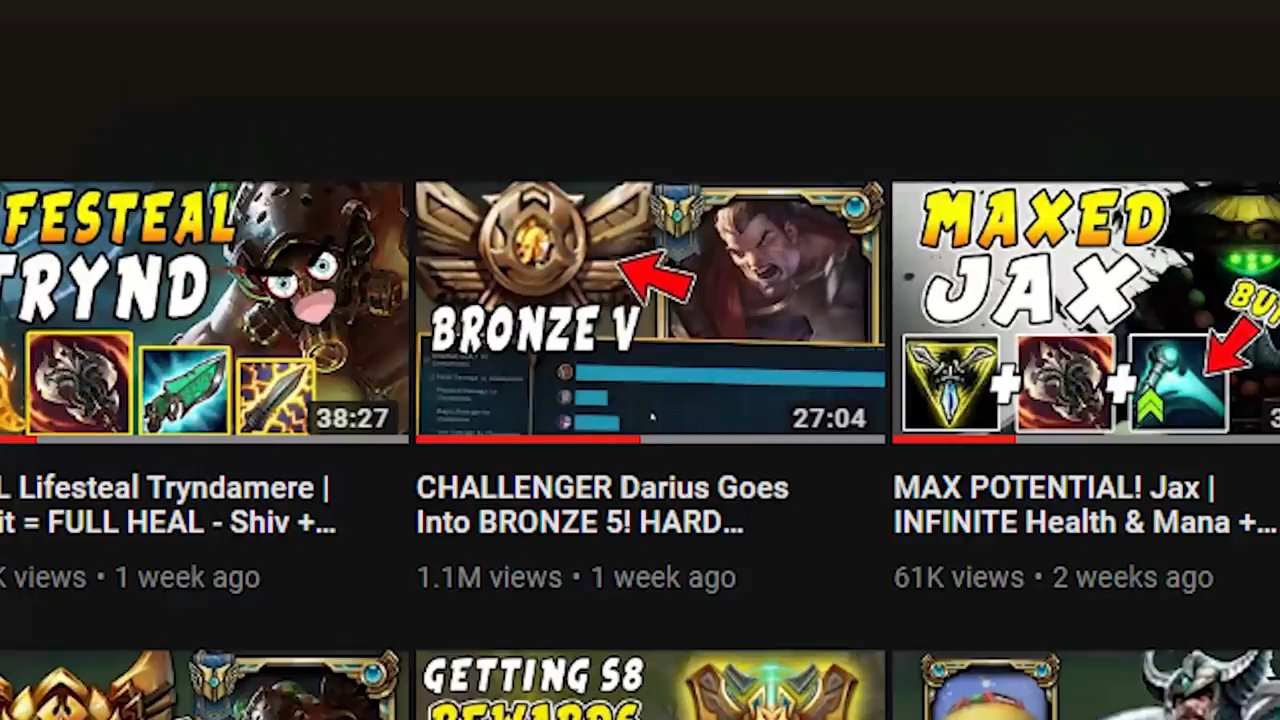 FESTEAL
TRYND
38:27
L Lifesteal Tryndamere |
it = FULL HEAL - Shiv +...
K views • 1 week ago
BRONZE V
27:04
CHALLENGER Darius Goes
Into BRONZE 5! HARD...
1.1M views • 1 week ago
MAXED
JAX
MAX POTENTIAL! Jax |
INFINITE Health & Mana +...
61K views • 2 weeks ago
GETTING S8
REWARDS